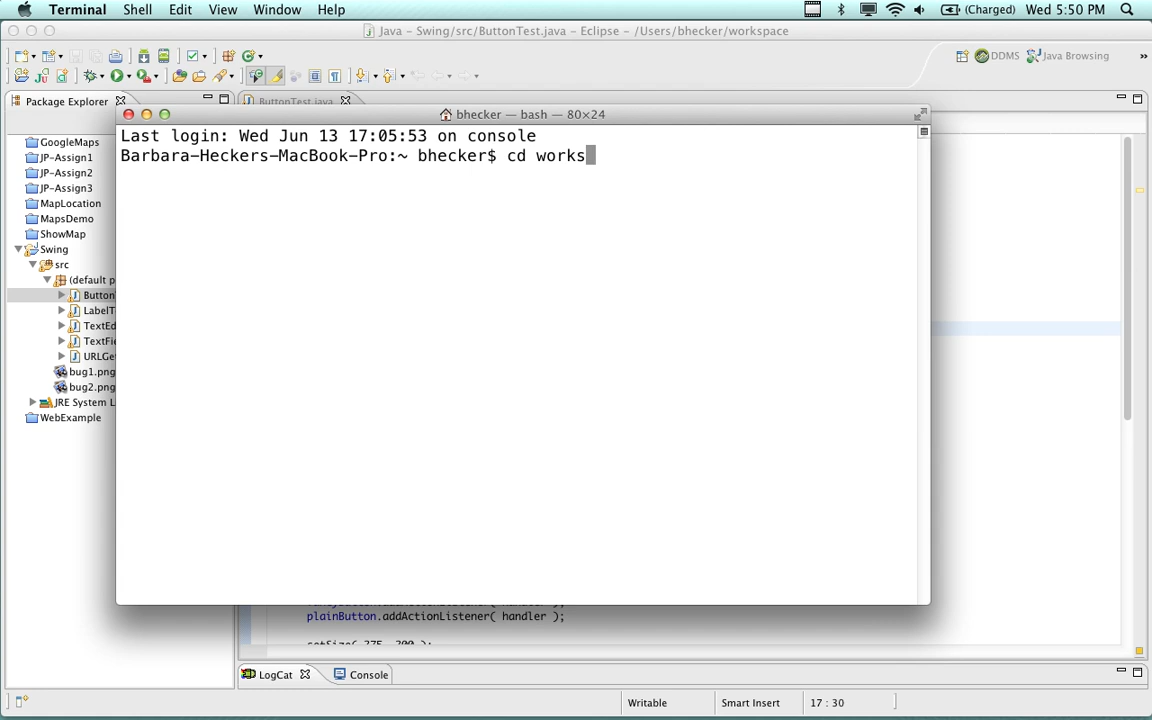 Terminal Shell Edit View Window Help (Charged) Wed 5:50 PM
Java – Swing/src/ButtonTest.java – Eclipse – /Users/bhecker/workspace
DDMS Java Browsing »
Package Explorer
ButtonTest.java
bhecker — bash — 80×24
Last login: Wed Jun 13 17:05:53 on console
Barbara-Heckers-MacBook-Pro:~ bhecker$ cd works
GoogleMaps
JP-Assign1
JP-Assign2
JP-Assign3
MapLocation
MapsDemo
ShowMap
Swing
src
(default p
Button
LabelT
TextEd
TextFie
URLGe
bug1.png
bug2.png
JRE System L
WebExample
plainButton.addActionListener( handler );
LogCat Console
Writable Smart Insert 17 : 30